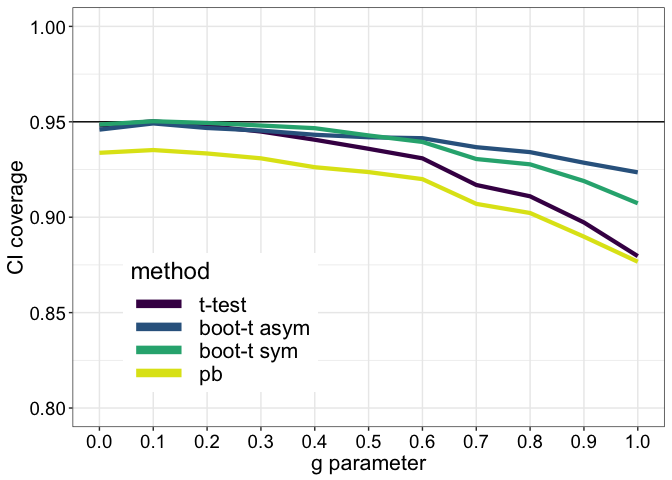 1.00
0.95
0.90
0.85
0.80
CI coverage
method
t-test
boot-t asym
boot-t sym
pb
0.0 0.1 0.2 0.3 0.4 0.5 0.6 0.7 0.8 0.9 1.0
g parameter